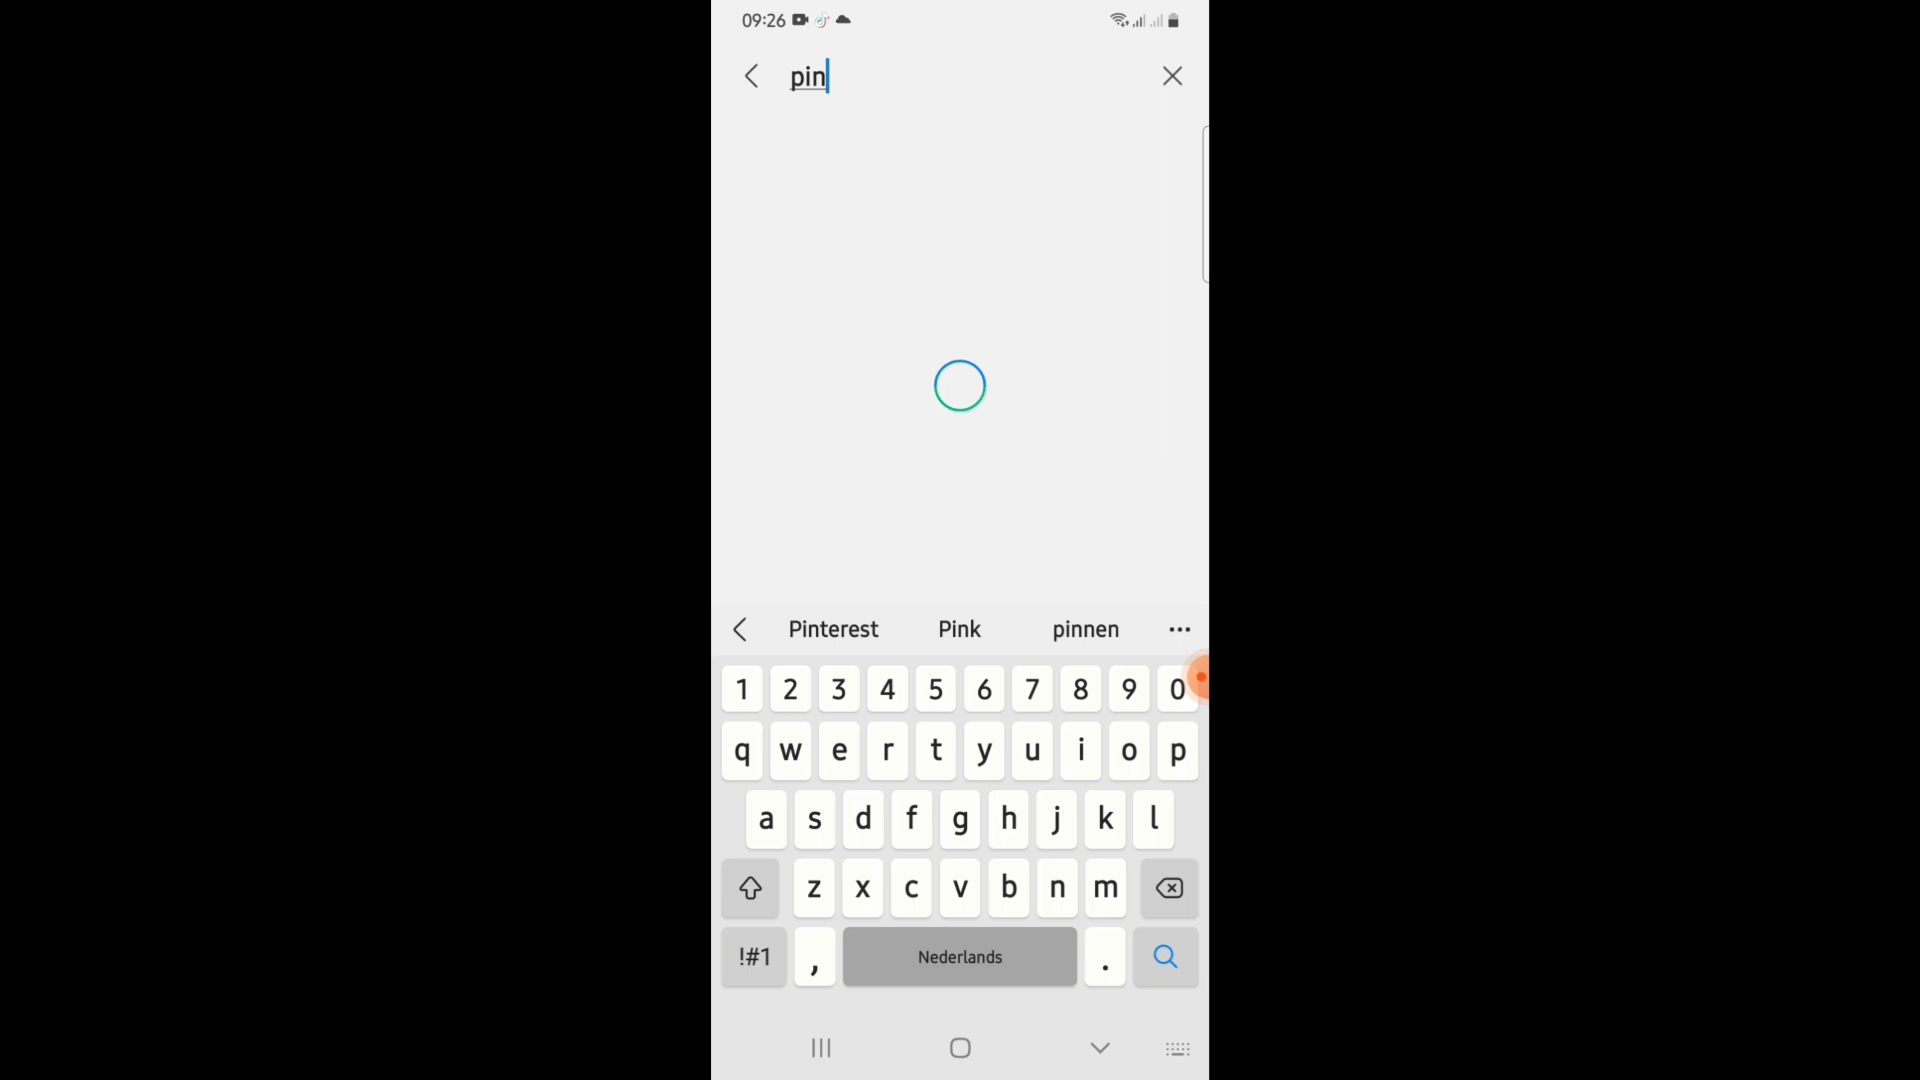 09:26
pin
Pinterest Pink pinnen
1 2 3 4 5 6 7 8 9 0
q w e r t y u i o p
a s d f g h j k l
z x c v b n m
!#1 , Nederlands .